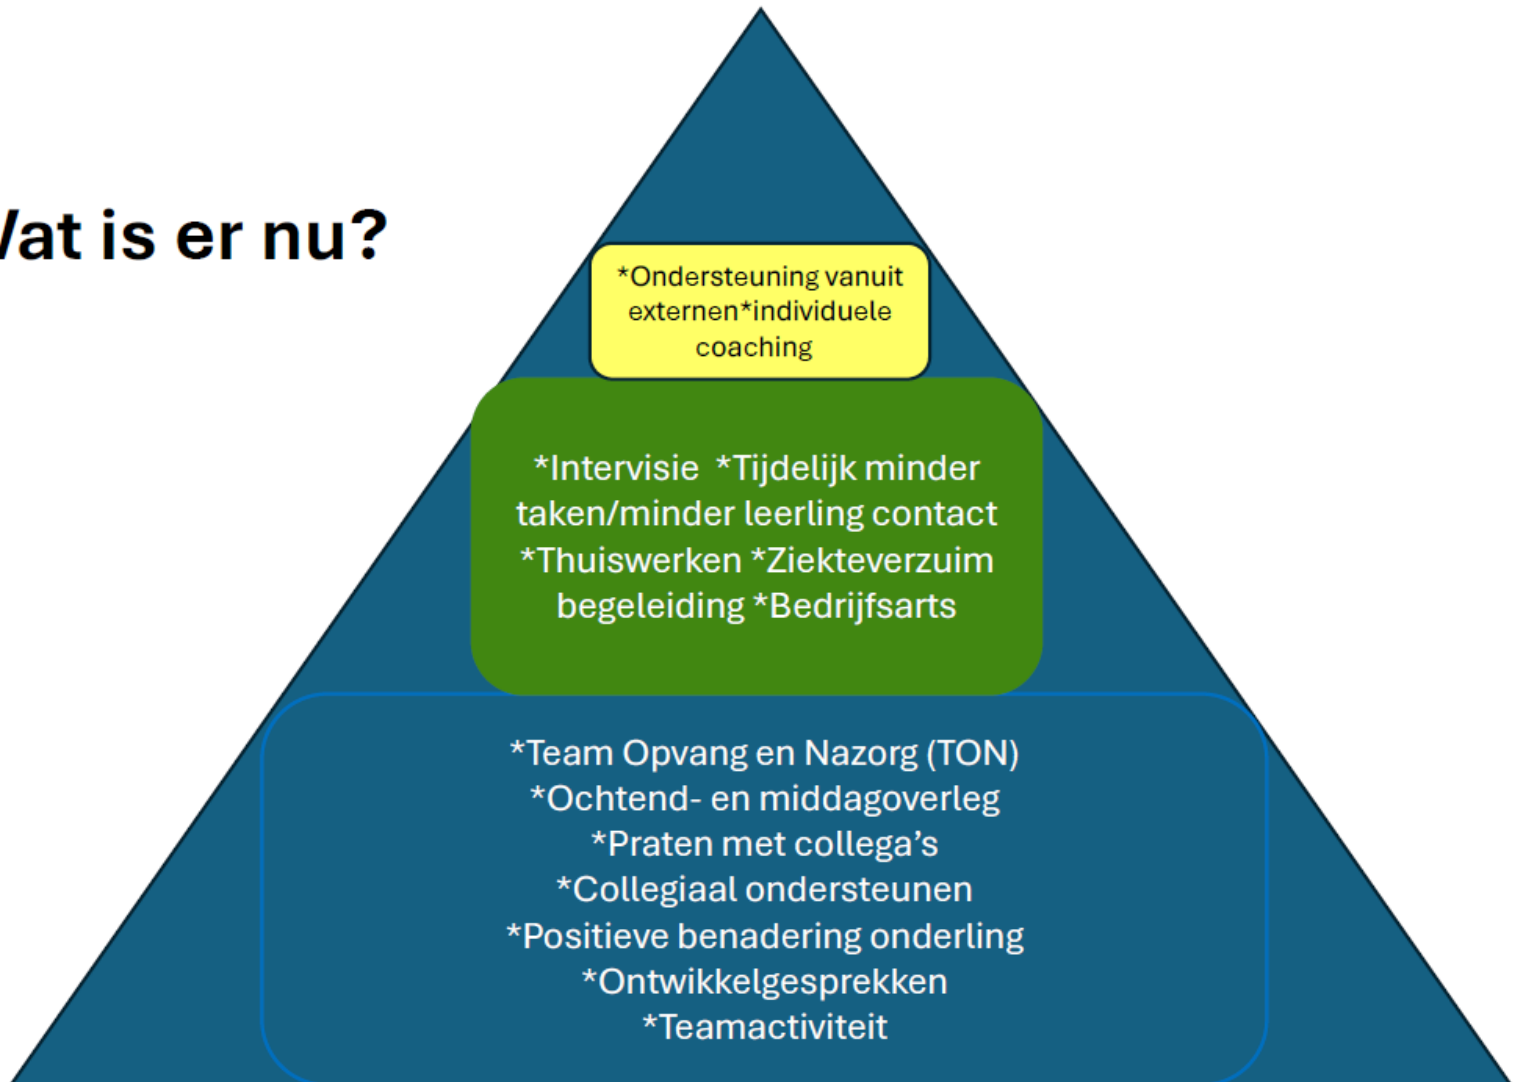 at is er nu?
*Ondersteuning vanuit
externen*individuele
coaching
*Intervisie  *Tijdelijk minder
taken/minder leerling contact
*Thuiswerken *Ziekteverzuim
begeleiding *Bedrijfsarts
*Team Opvang en Nazorg (TON)
*Ochtend- en middagoverleg
*Praten met collega’s
*Collegiaal ondersteunen
*Positieve benadering onderling
*Ontwikkelgesprekken
*Teamactiviteit